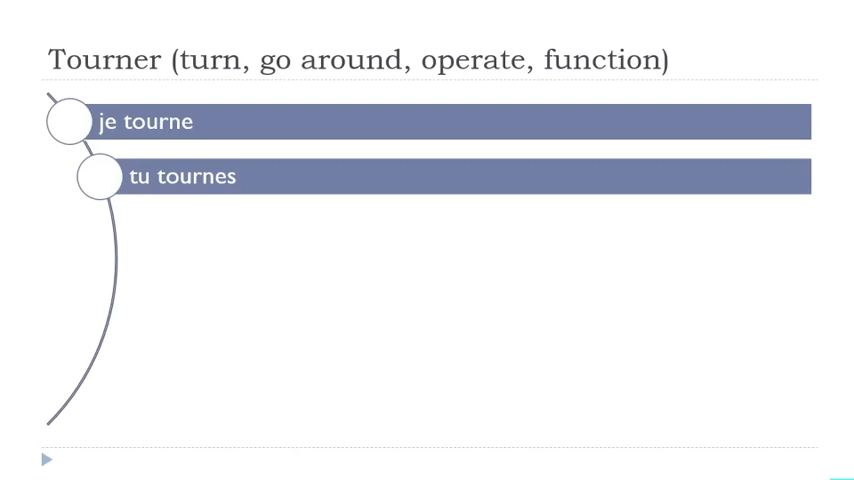 Tourner (turn, go around, operate, function)
je tourne
tu tournes